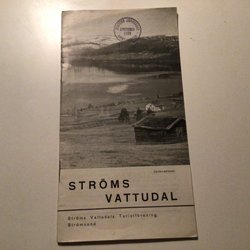 STRÖMS
VATTUDAL
Ströms Vattudals Turistförening,
Strömsund